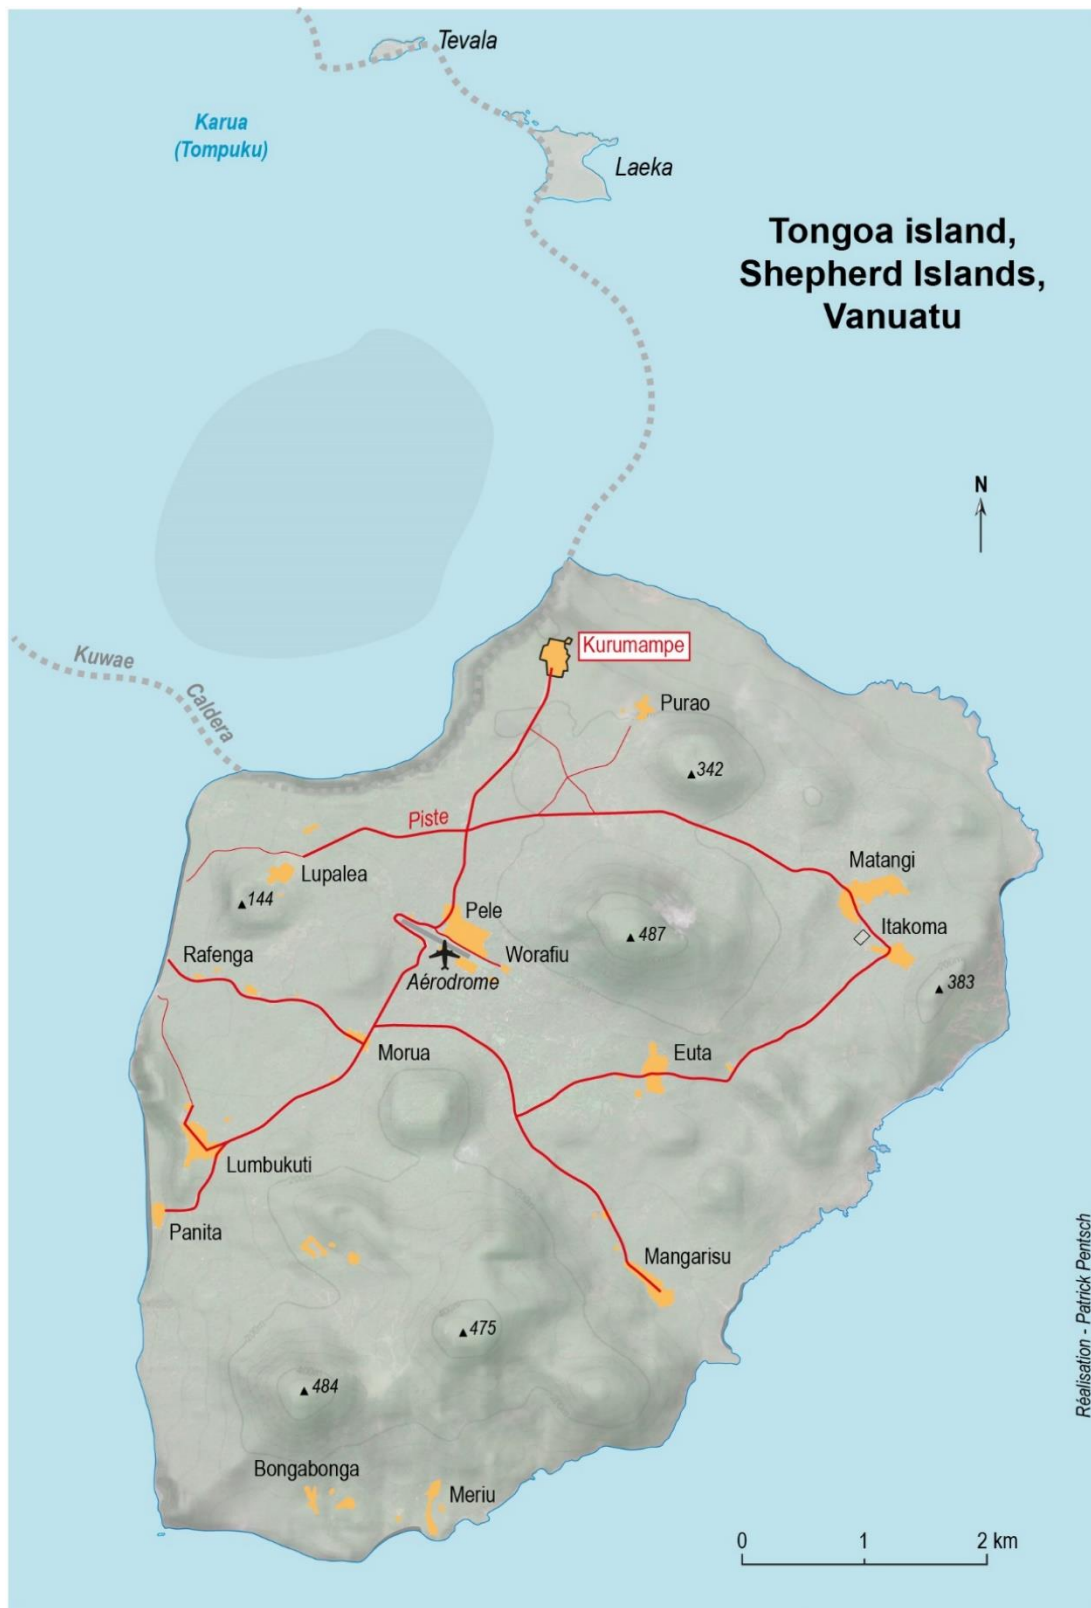 Tevala
Karua
(Tompuku)
Laeka
Tongoa island,
Shepherd Islands,
Vanuatu
N
Kurumampe
Kuwae
Caldera
Purao
342
Piste
Matangi
Lupalea
144
Pele
Itakoma
487
Rafenga
Worafiu
Aérodrome
383
Morua
Euta
Lumbukuti
Panita
Mangarisu
475
484
Bongabonga
Meriu
0 1 2 km
Réalisation - Patrick Pentsch